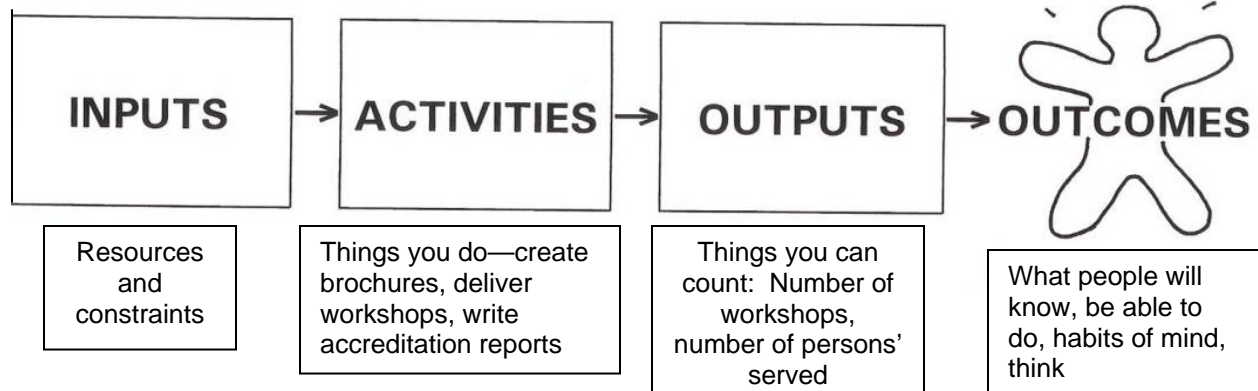 INPUTS
ACTIVITIES
OUTPUTS
OUTCOMES
Resources
and
constraints
Things you do—create
brochures, deliver
workshops, write
accreditation reports
Things you can
count:  Number of
workshops,
number of persons’
served
What people will
know, be able to
do, habits of mind,
think